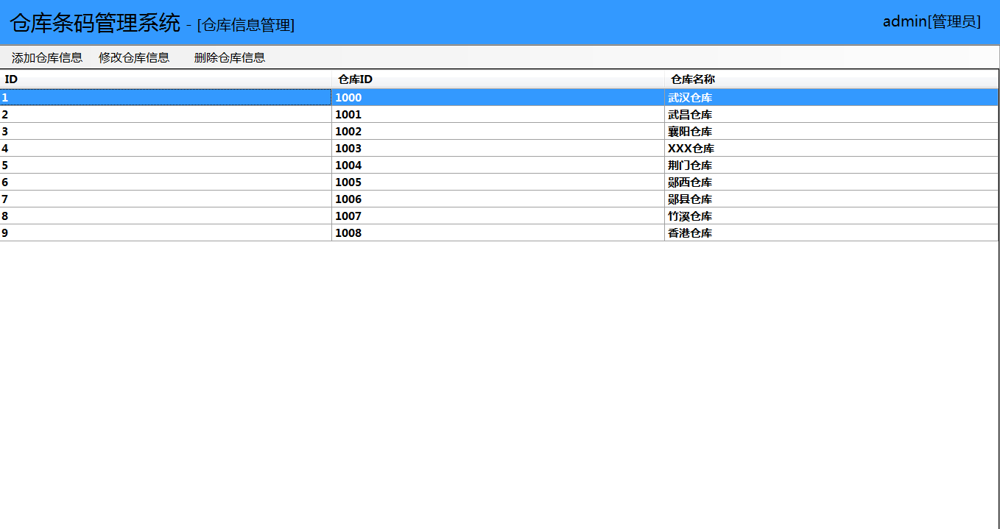 仓库条码管理系统 - [仓库信息管理] admin[管理员]
添加仓库信息 修改仓库信息 删除仓库信息
ID 仓库ID 仓库名称
1 1000 武汉仓库
2 1001 武昌仓库
3 1002 襄阳仓库
4 1003 XXX仓库
5 1004 荆门仓库
6 1005 郧西仓库
7 1006 郧县仓库
8 1007 竹溪仓库
9 1008 香港仓库